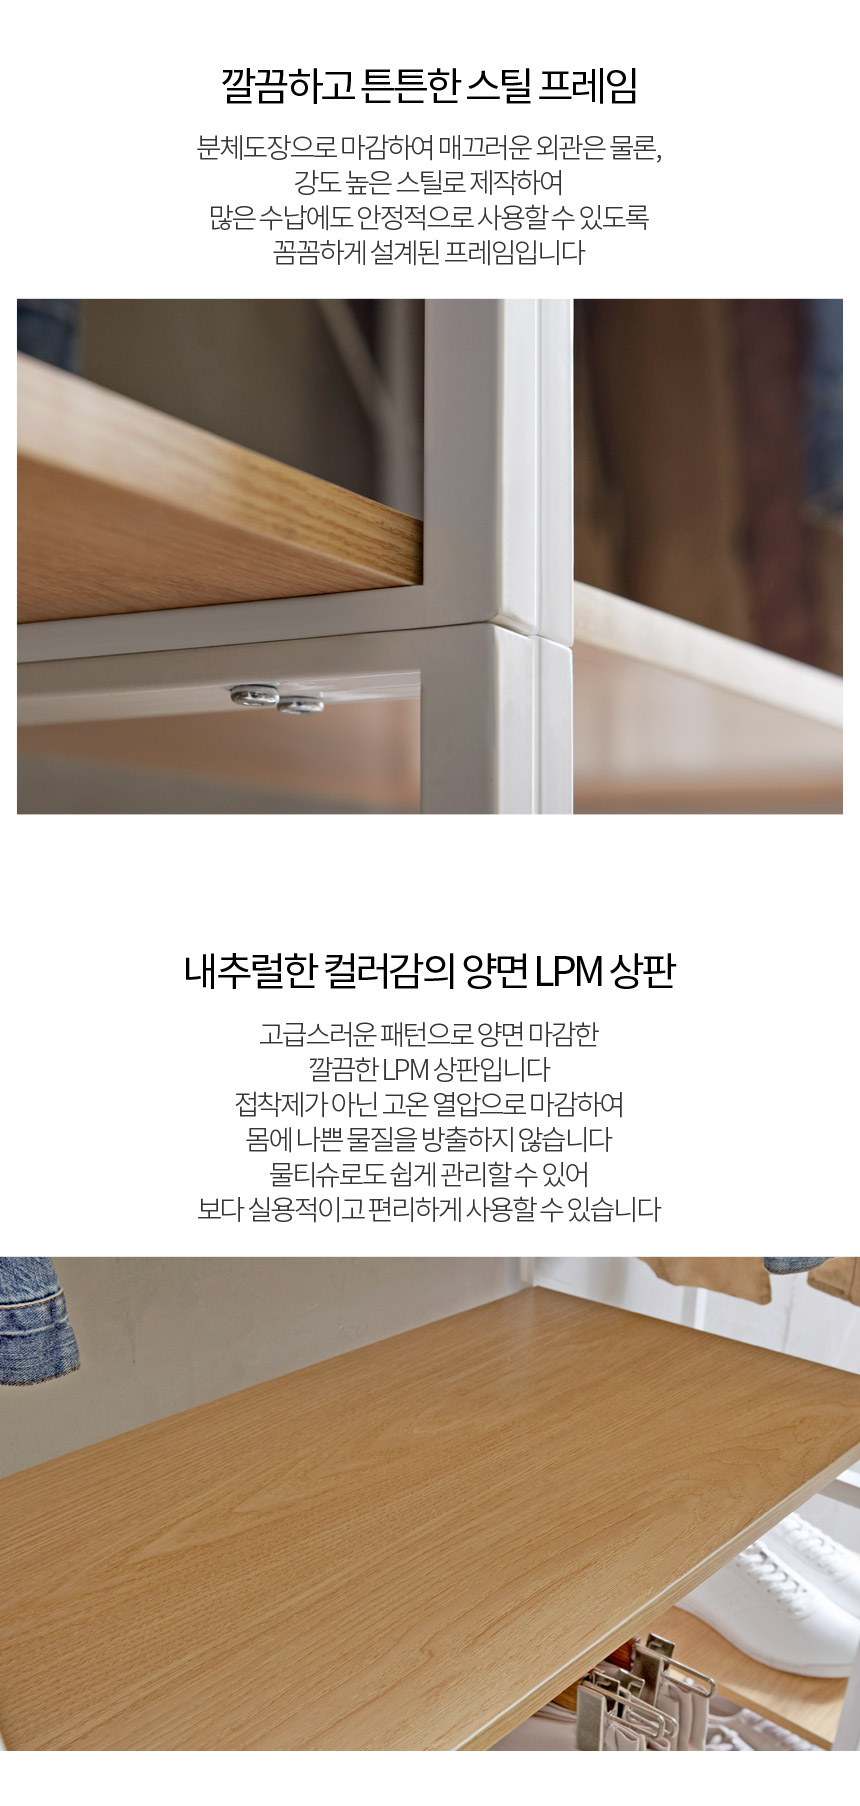 깔끔하고 튼튼한 스틸 프레임
분체도장으로 마감하여 매끄러운 외관은 물론,
강도 높은 스틸로 제작하여
많은 수납에도 안정적으로 사용할 수 있도록
꼼꼼하게 설계된 프레임입니다
내추럴한 컬러감의 양면 LPM 상판
고급스러운 패턴으로 양면 마감한
깔끔한 LPM 상판입니다
접착제가 아닌 고온 열압으로 마감하여
몸에 나쁜 물질을 방출하지 않습니다
물티슈로도 쉽게 관리할 수 있어
보다 실용적이고 편리하게 사용할 수 있습니다